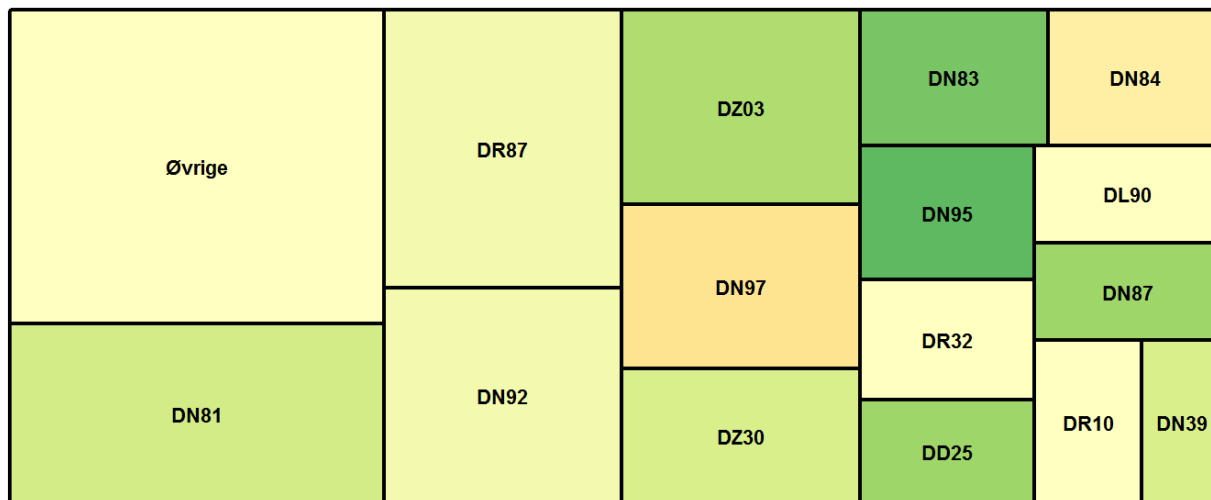 Øvrige
DN81
DR87
DN92
DZ03
DN97
DZ30
DN83
DN84
DN95
DL90
DN87
DR32
DD25
DR10
DN39